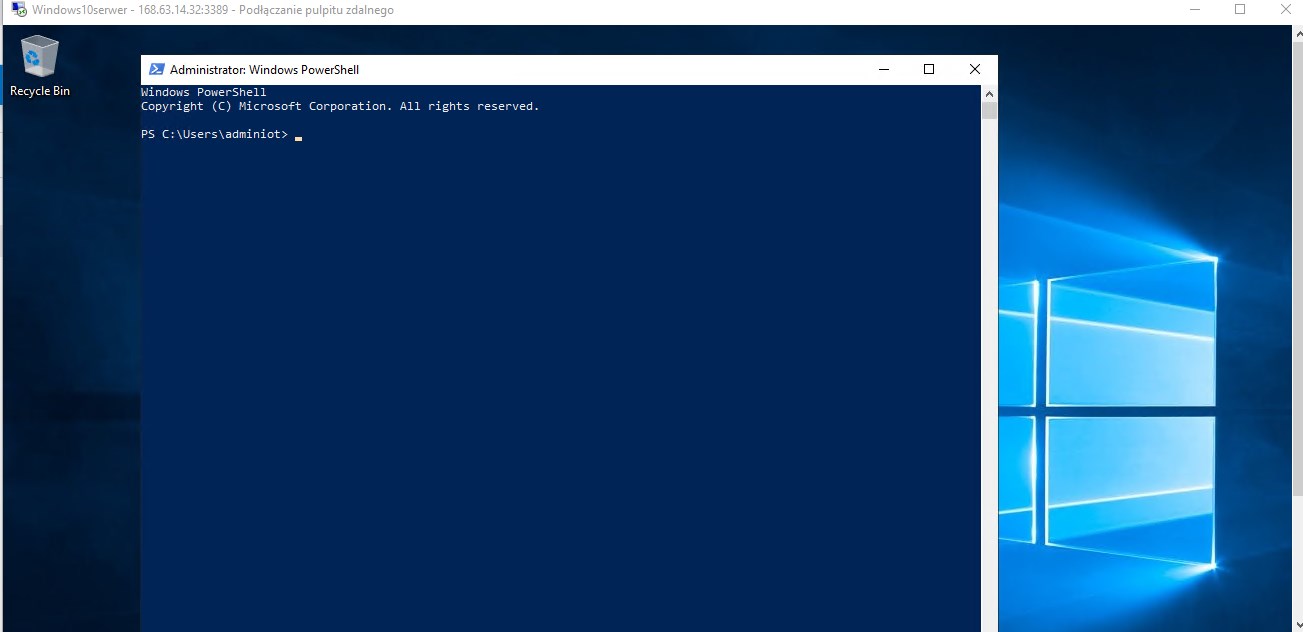 Windows10serwer - 168.63.14.32:3389 - Podłączanie pulpitu zdalnego
Recycle Bin
Administrator: Windows PowerShell
Windows PowerShell
Copyright (C) Microsoft Corporation. All rights reserved.
PS C:\Users\adminiot>